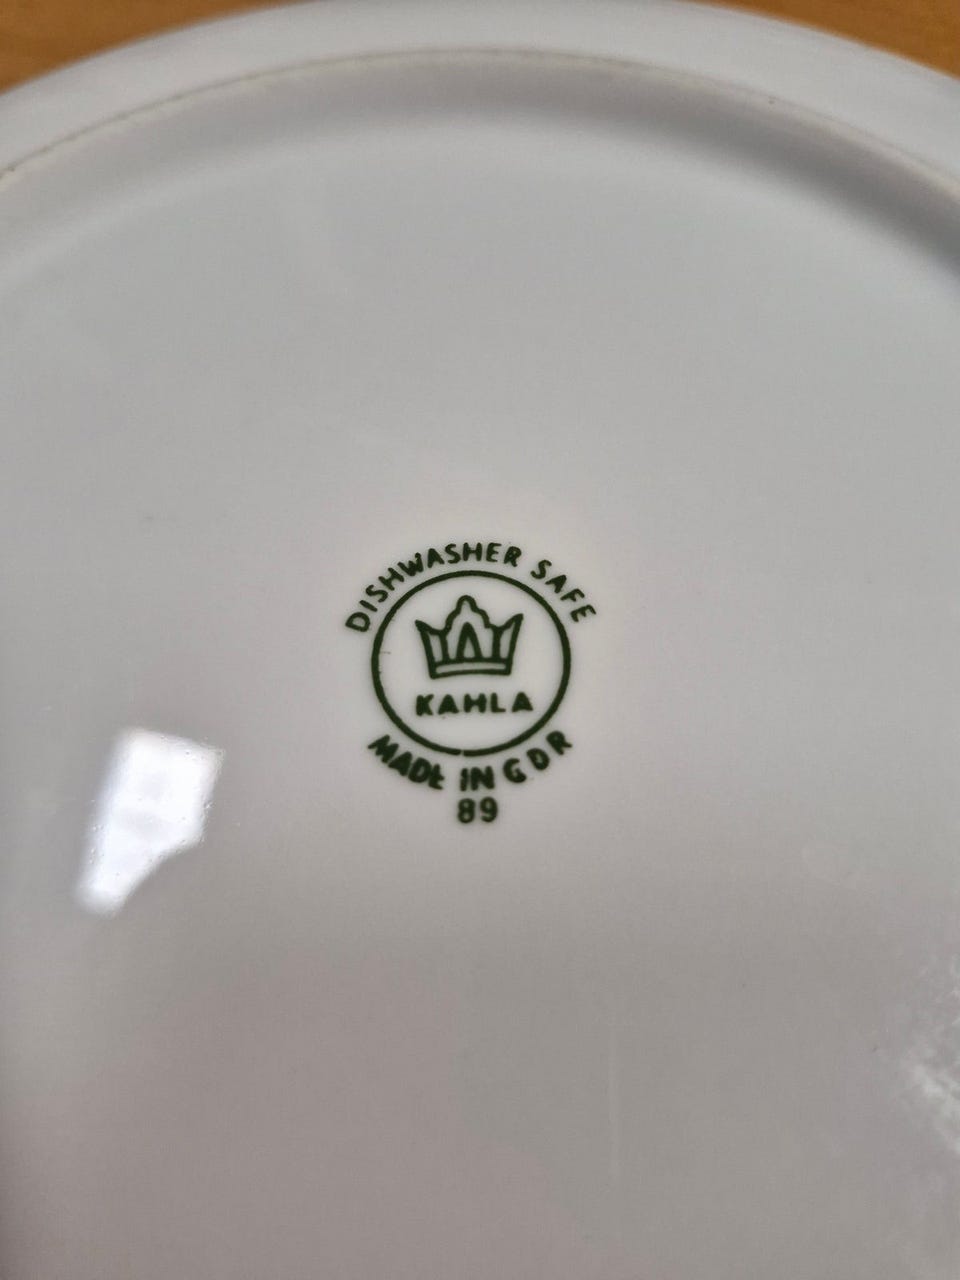 DISHWASHER SAFE
KAHLA
MADE IN GDR
89